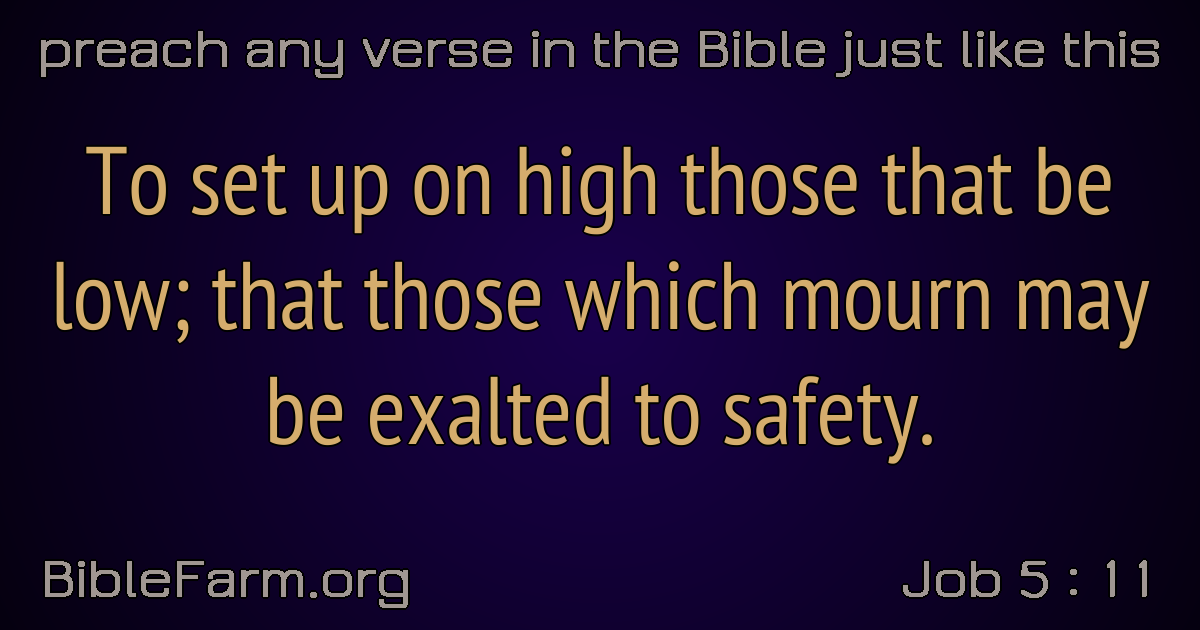 preach any verse in the Bible just like this
To set up on high those that be
low; that those which mourn may
be exalted to safety.
BibleFarm.org
Job 5 : 11